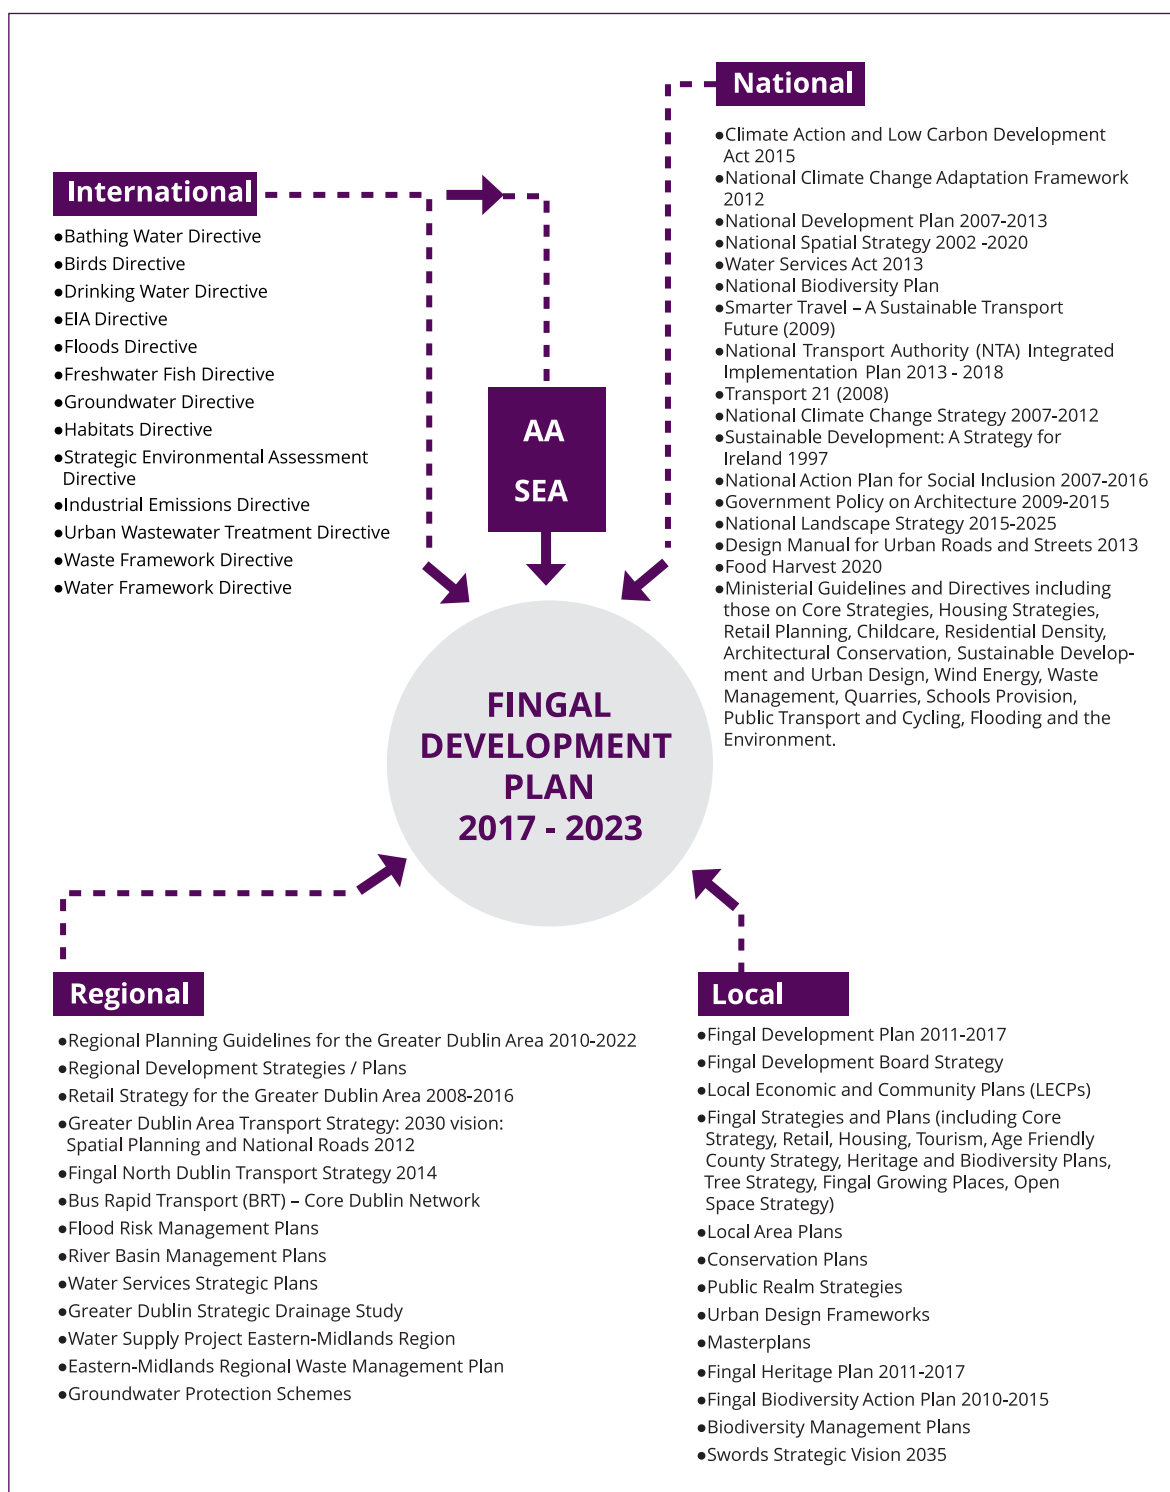 International
●Bathing Water Directive
●Birds Directive
●Drinking Water Directive
●EIA Directive
●Floods Directive
●Freshwater Fish Directive
●Groundwater Directive
●Habitats Directive
●Strategic Environmental Assessment
Directive
●Industrial Emissions Directive
●Urban Wastewater Treatment Directive
●Waste Framework Directive
●Water Framework Directive
AA
SEA
National
●Climate Action and Low Carbon Development
Act 2015
●National Climate Change Adaptation Framework
2012
●National Development Plan 2007-2013
●National Spatial Strategy 2002 -2020
●Water Services Act 2013
●National Biodiversity Plan
●Smarter Travel – A Sustainable Transport
Future (2009)
●National Transport Authority (NTA) Integrated
Implementation Plan 2013 - 2018
●Transport 21 (2008)
●National Climate Change Strategy 2007-2012
●Sustainable Development: A Strategy for
Ireland 1997
●National Action Plan for Social Inclusion 2007-2016
●Government Policy on Architecture 2009-2015
●National Landscape Strategy 2015-2025
●Design Manual for Urban Roads and Streets 2013
●Food Harvest 2020
●Ministerial Guidelines and Directives including
those on Core Strategies, Housing Strategies,
Retail Planning, Childcare, Residential Density,
Architectural Conservation, Sustainable Develop-
ment and Urban Design, Wind Energy, Waste
Management, Quarries, Schools Provision,
Public Transport and Cycling, Flooding and the
Environment.
FINGAL
DEVELOPMENT
PLAN
2017 - 2023
Regional
●Regional Planning Guidelines for the Greater Dublin Area 2010-2022
●Regional Development Strategies / Plans
●Retail Strategy for the Greater Dublin Area 2008-2016
●Greater Dublin Area Transport Strategy: 2030 vision:
Spatial Planning and National Roads 2012
●Fingal North Dublin Transport Strategy 2014
●Bus Rapid Transport (BRT) – Core Dublin Network
●Flood Risk Management Plans
●River Basin Management Plans
●Water Services Strategic Plans
●Greater Dublin Strategic Drainage Study
●Water Supply Project Eastern-Midlands Region
●Eastern-Midlands Regional Waste Management Plan
●Groundwater Protection Schemes
Local
●Fingal Development Plan 2011-2017
●Fingal Development Board Strategy
●Local Economic and Community Plans (LECPs)
●Fingal Strategies and Plans (including Core
Strategy, Retail, Housing, Tourism, Age Friendly
County Strategy, Heritage and Biodiversity Plans,
Tree Strategy, Fingal Growing Places, Open
Space Strategy)
●Local Area Plans
●Conservation Plans
●Public Realm Strategies
●Urban Design Frameworks
●Masterplans
●Fingal Heritage Plan 2011-2017
●Fingal Biodiversity Action Plan 2010-2015
●Biodiversity Management Plans
●Swords Strategic Vision 2035